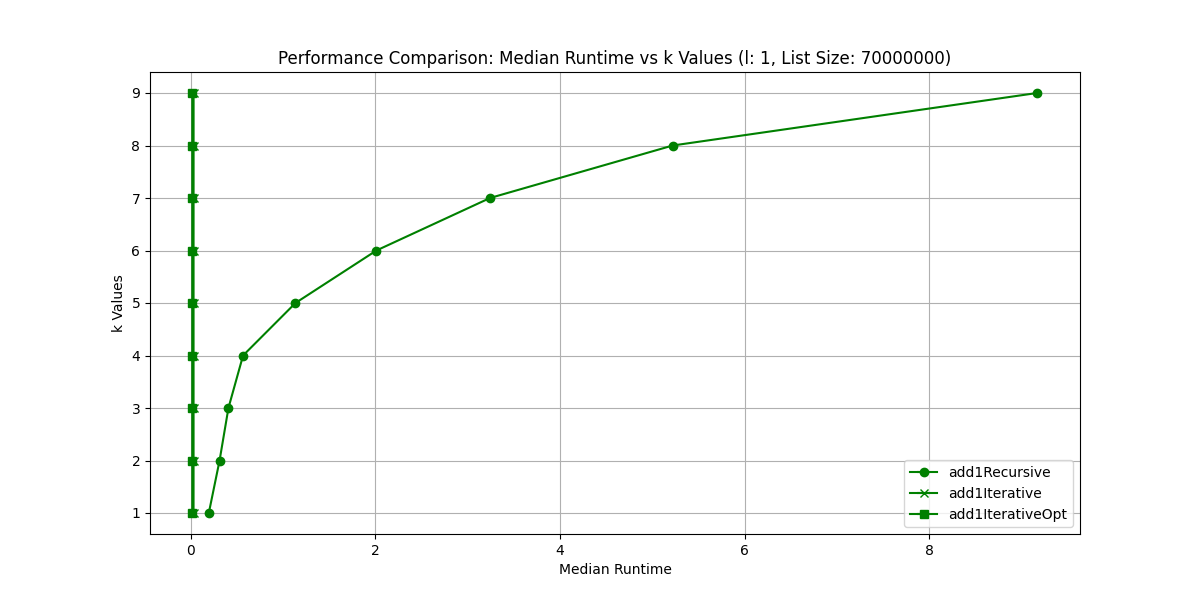 Performance Comparison: Median Runtime vs k Values (l: 1, List Size: 70000000)
9
8
7
6
5
4
3
2
1
k Values
0 2 4 6 8
Median Runtime
add1Recursive
add1Iterative
add1IterativeOpt